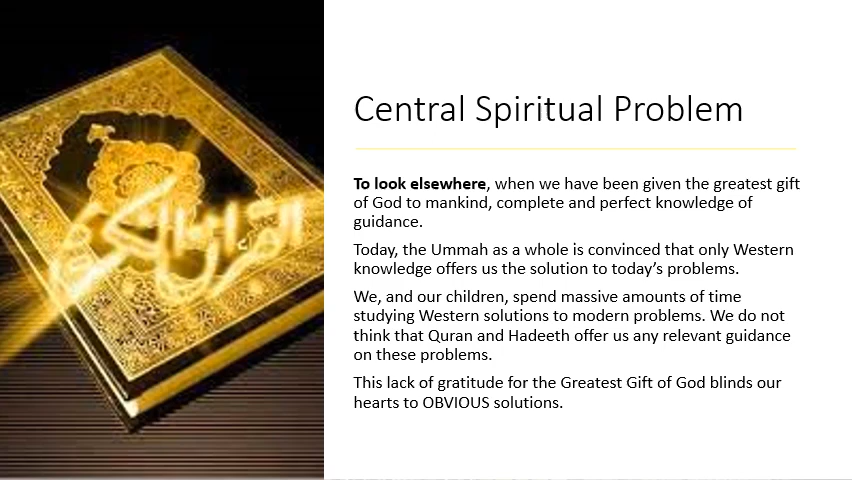 القرآن الكريم
Central Spiritual Problem
To look elsewhere, when we have been given the greatest gift
of God to mankind, complete and perfect knowledge of
guidance.
Today, the Ummah as a whole is convinced that only Western
knowledge offers us the solution to today’s problems.
We, and our children, spend massive amounts of time
studying Western solutions to modern problems. We do not
think that Quran and Hadeeth offer us any relevant guidance
on these problems.
This lack of gratitude for the Greatest Gift of God blinds our
hearts to OBVIOUS solutions.